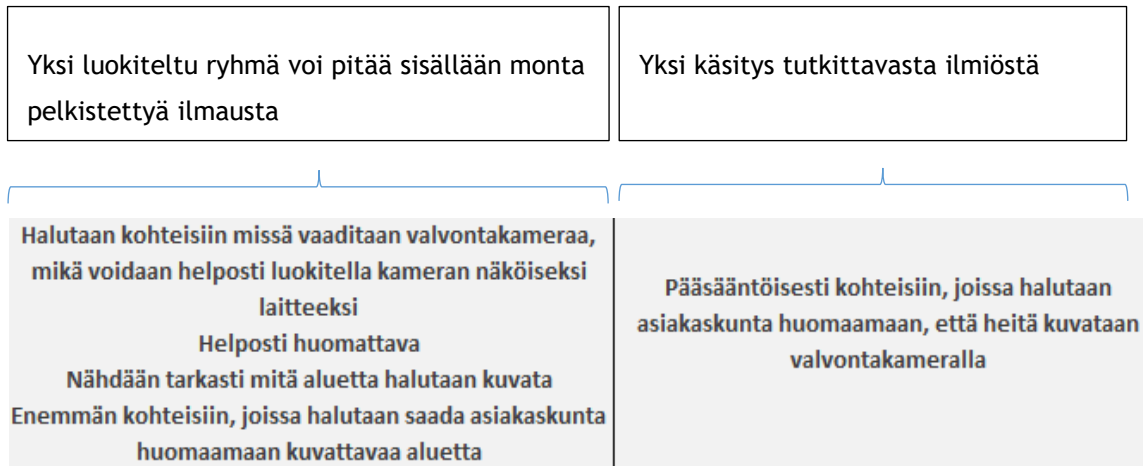 Yksi luokiteltu ryhmä voi pitää sisällään monta
pelkistettyä ilmausta
Yksi käsitys tutkittavasta ilmiöstä
Halutaan kohteisiin missä vaaditaan valvontakameraa,
mikä voidaan helposti luokitella kameran näköiseksi
laitteeksi
Helposti huomattava
Nähdään tarkasti mitä aluetta halutaan kuvata
Enemmän kohteisiin, joissa halutaan saada asiakaskunta
huomaamaan kuvattavaa aluetta
Pääsääntöisesti kohteisiin, joissa halutaan
asiakaskunta huomaamaan, että heitä kuvataan
valvontakameralla